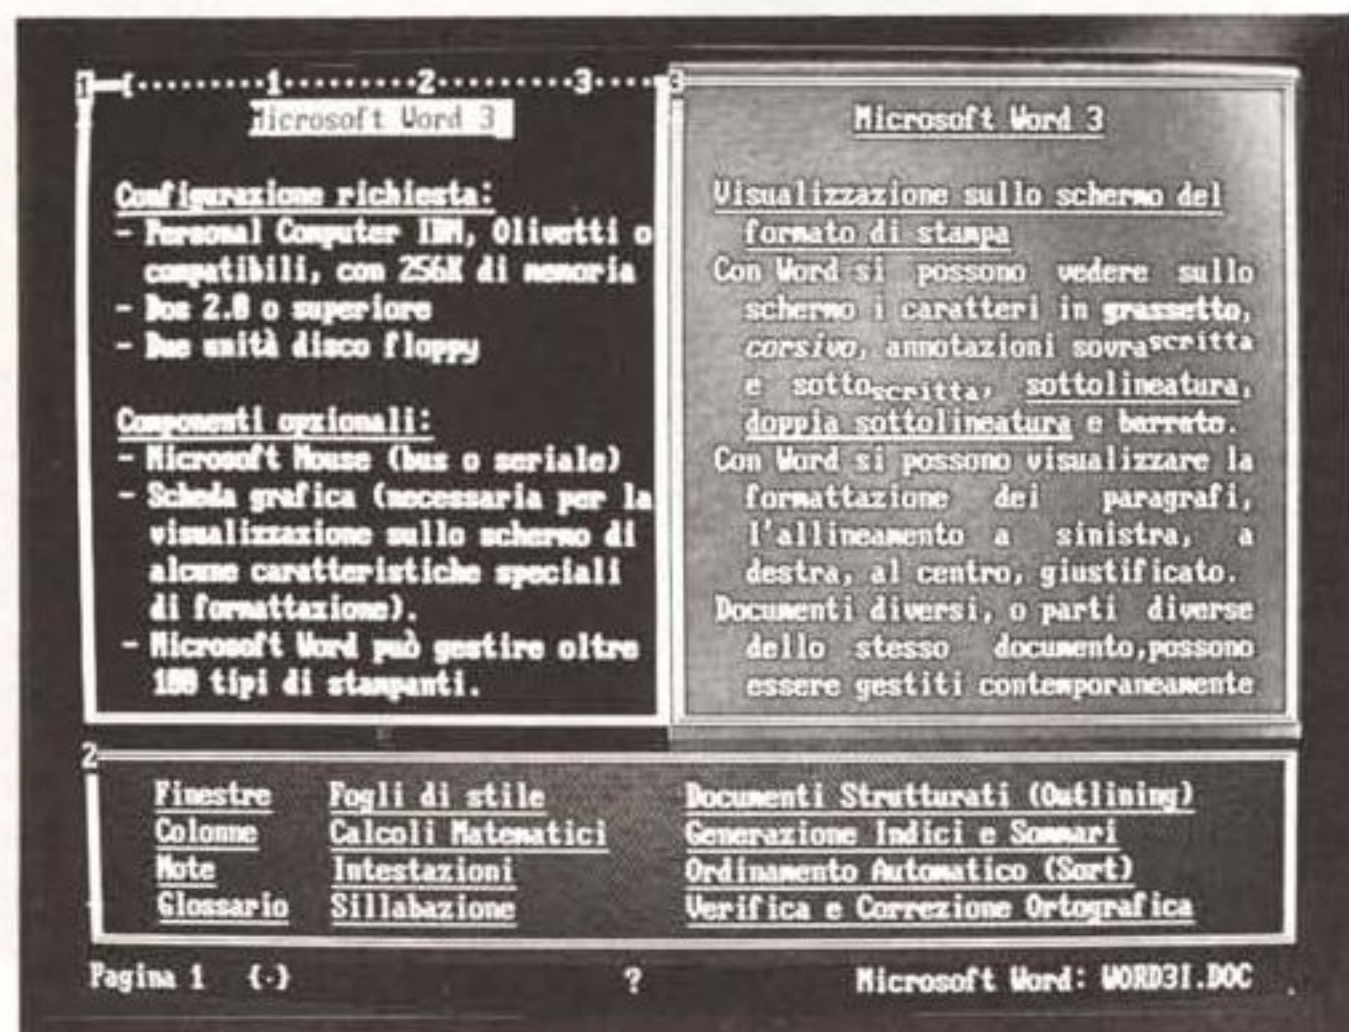 1 [.........1.........2.........3....
Microsoft Word 3
Configurazione richiesta:
- Personal Computer IBM, Olivetti o
compatibili, con 256K di memoria
- Dos 2.0 o superiore
- Due unità disco floppy
Componenti opzionali:
- Microsoft Mouse (bus o seriale)
- Scheda grafica (necessaria per la
visualizzazione sullo schermo di
alcune caratteristiche speciali
di formattazione).
- Microsoft Word può gestire oltre
100 tipi di stampanti.
3
Microsoft Word 3
Visualizzazione sullo schermo del
formato di stampa
Con Word si possono vedere sullo
schermo i caratteri in grassetto,
corsivo, annotazioni sovrascritta
e sottoscritta, sottolineatura,
doppia sottolineatura e barrato.
Con Word si possono visualizzare la
formattazione dei paragrafi,
l'allineamento a sinistra, a
destra, al centro, giustificato.
Documenti diversi, o parti diverse
dello stesso documento,possono
essere gestiti contemporaneamente
2
Finestre Fogli di stile Documenti Strutturati (Outlining)
Colonne Calcoli Matematici Generazione Indici e Sommari
Note Intestazioni Ordinamento Automatico (Sort)
Glossario Sillabazione Verifica e Correzione Ortografica
Pagina 1 {·} ? Microsoft Word: WORD3I.DOC